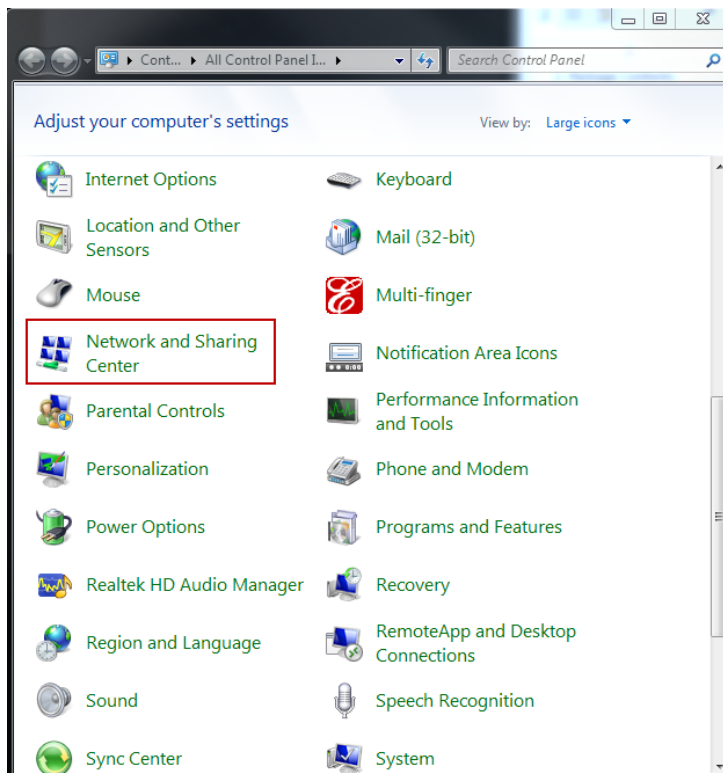 Cont... All Control Panel I...
Search Control Panel
Adjust your computer's settings
View by: Large icons
Internet Options
Keyboard
Location and Other
Sensors
Mail (32-bit)
Mouse
Multi-finger
Network and Sharing
Center
Notification Area Icons
Parental Controls
Performance Information
and Tools
Personalization
Phone and Modem
Power Options
Programs and Features
Realtek HD Audio Manager
Recovery
Region and Language
RemoteApp and Desktop
Connections
Sound
Speech Recognition
Sync Center
System